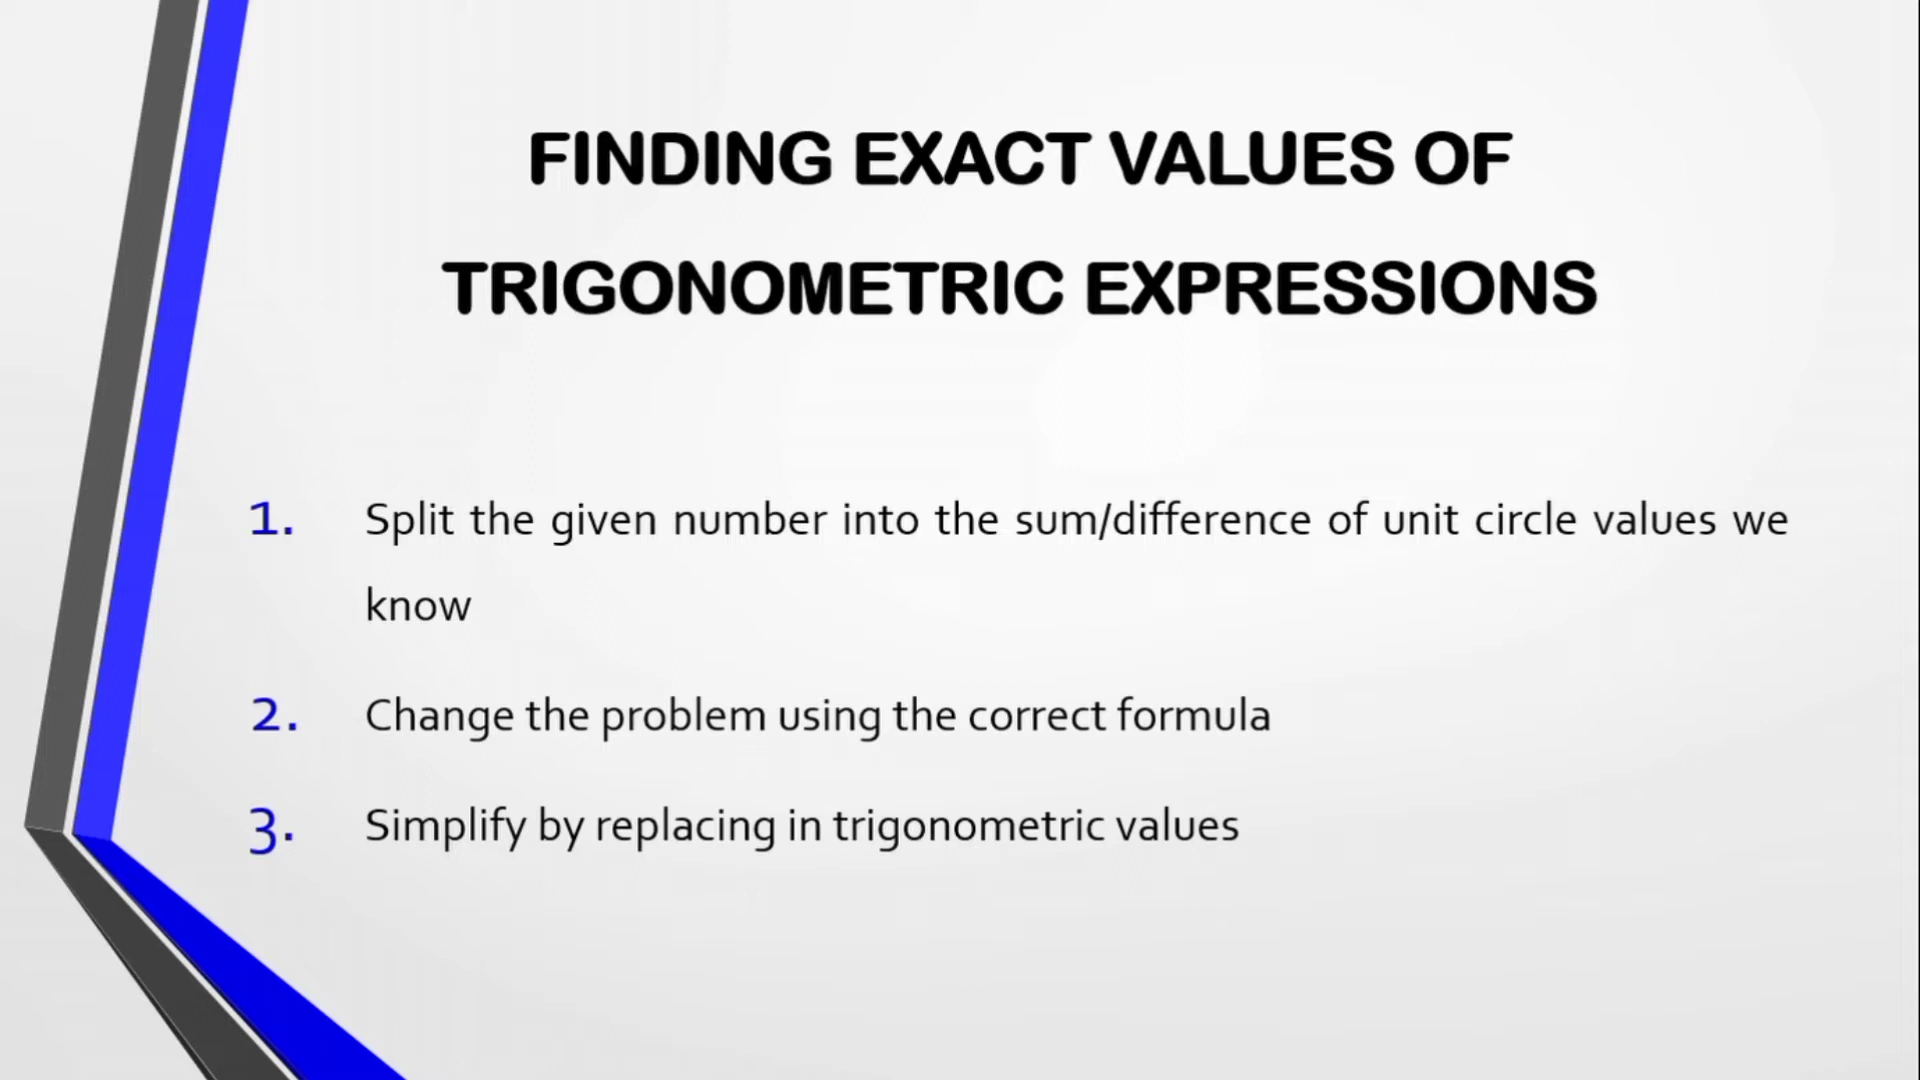 FINDING EXACT VALUES OF
TRIGONOMETRIC EXPRESSIONS
1. Split the given number into the sum/difference of unit circle values we
know
2. Change the problem using the correct formula
3. Simplify by replacing in trigonometric values